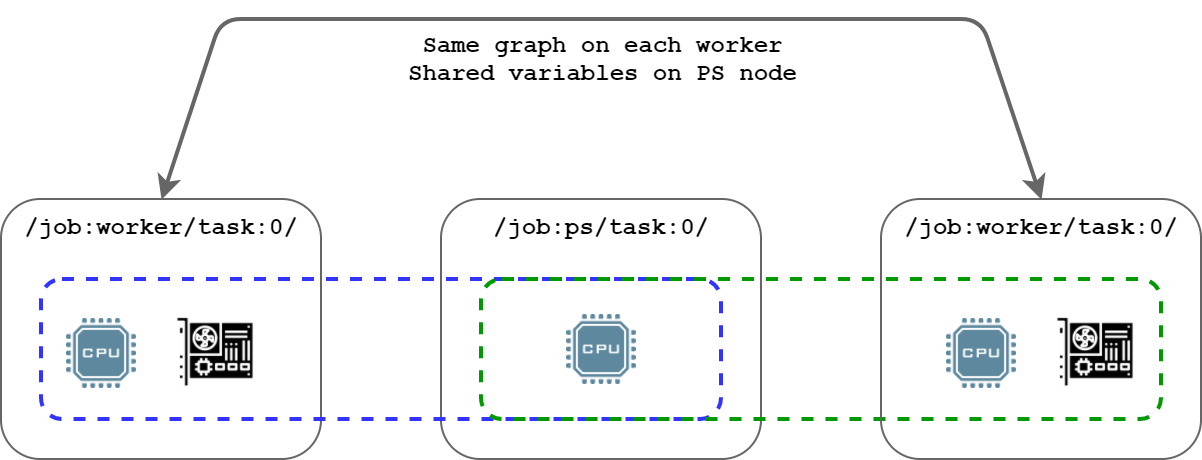 Same graph on each worker
Shared variables on PS node
/job:worker/task:0/
/job:ps/task:0/
/job:worker/task:0/
CPU
CPU
CPU